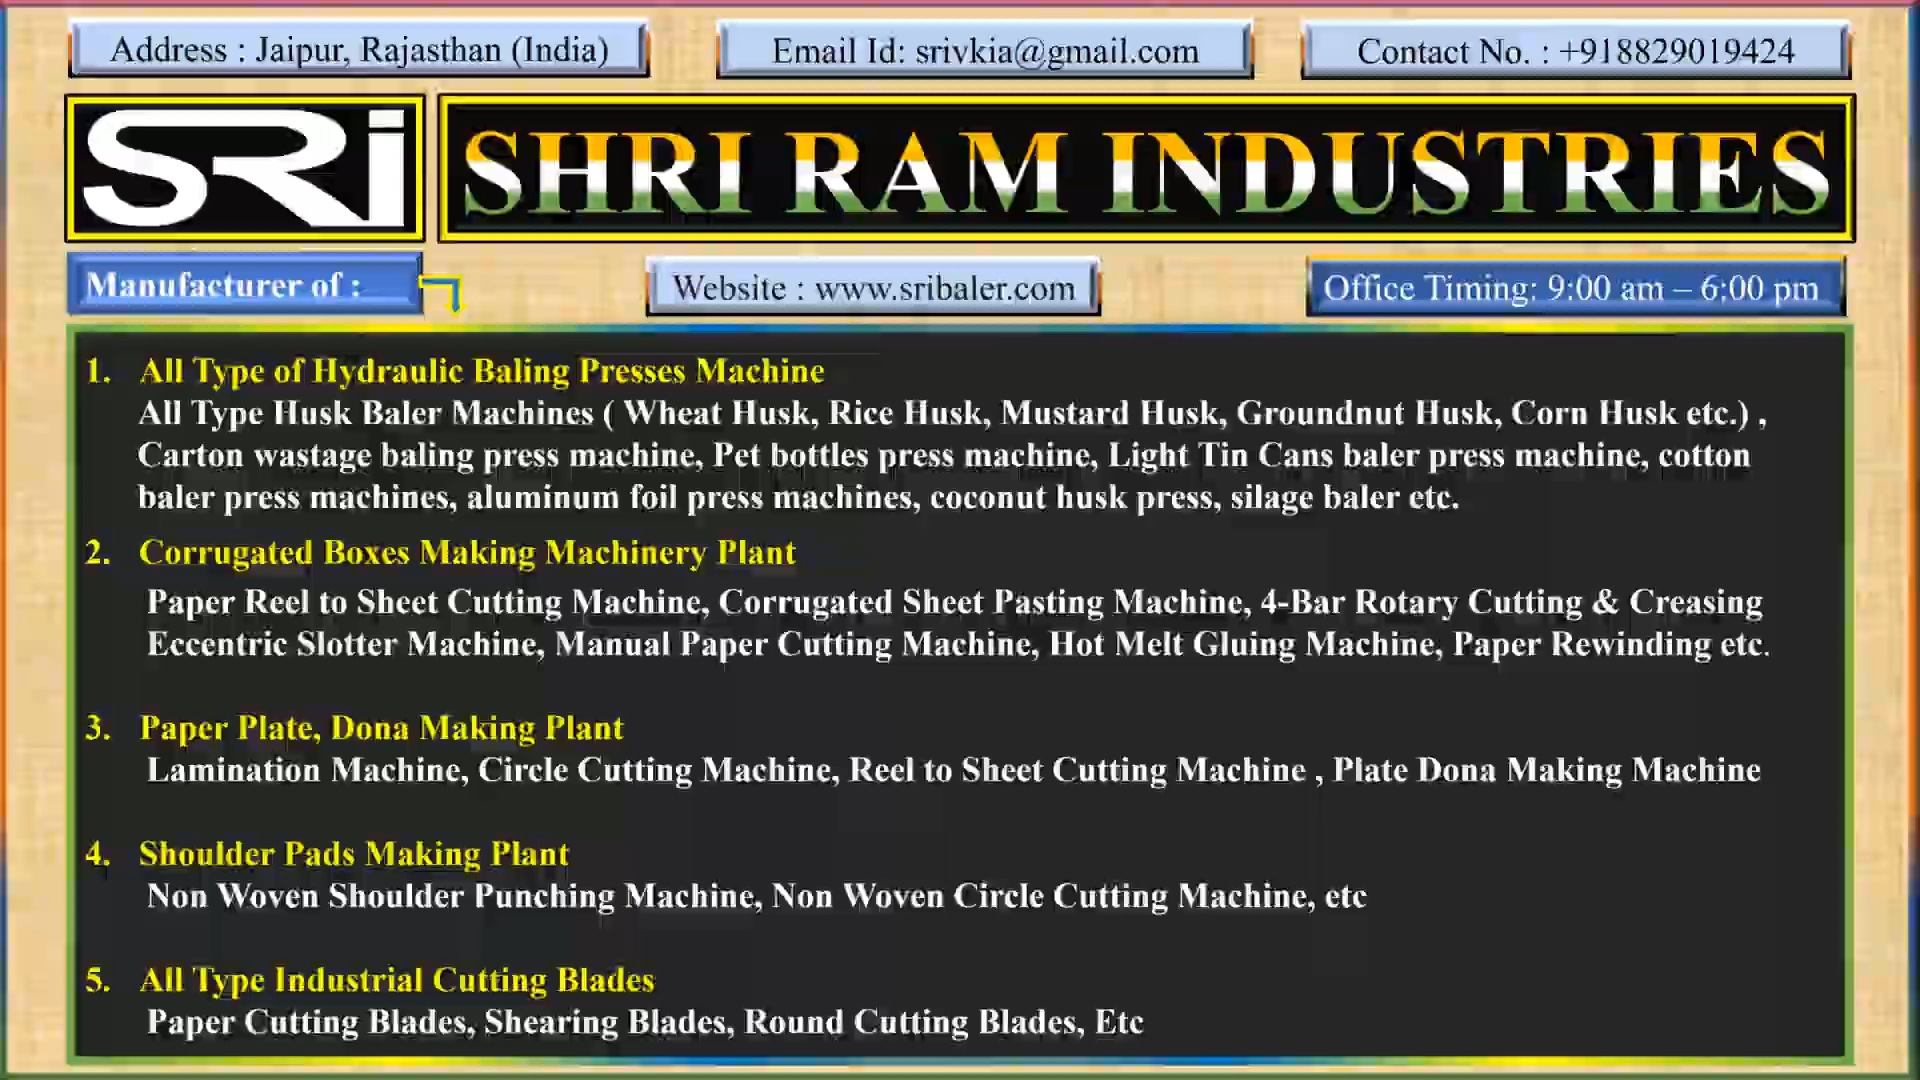 Address : Jaipur, Rajasthan (India)
Email Id: srivkia@gmail.com
Contact No. : +918829019424
SRi
SHRI RAM INDUSTRIES
Manufacturer of :
Website : www.sribaler.com
Office Timing: 9:00 am – 6:00 pm
1. All Type of Hydraulic Baling Presses Machine
All Type Husk Baler Machines ( Wheat Husk, Rice Husk, Mustard Husk, Groundnut Husk, Corn Husk etc.) ,
Carton wastage baling press machine, Pet bottles press machine, Light Tin Cans baler press machine, cotton
baler press machines, aluminum foil press machines, coconut husk press, silage baler etc.
2. Corrugated Boxes Making Machinery Plant
Paper Reel to Sheet Cutting Machine, Corrugated Sheet Pasting Machine, 4-Bar Rotary Cutting & Creasing
Eccentric Slotter Machine, Manual Paper Cutting Machine, Hot Melt Gluing Machine, Paper Rewinding etc.
3. Paper Plate, Dona Making Plant
Lamination Machine, Circle Cutting Machine, Reel to Sheet Cutting Machine , Plate Dona Making Machine
4. Shoulder Pads Making Plant
Non Woven Shoulder Punching Machine, Non Woven Circle Cutting Machine, etc
5. All Type Industrial Cutting Blades
Paper Cutting Blades, Shearing Blades, Round Cutting Blades, Etc